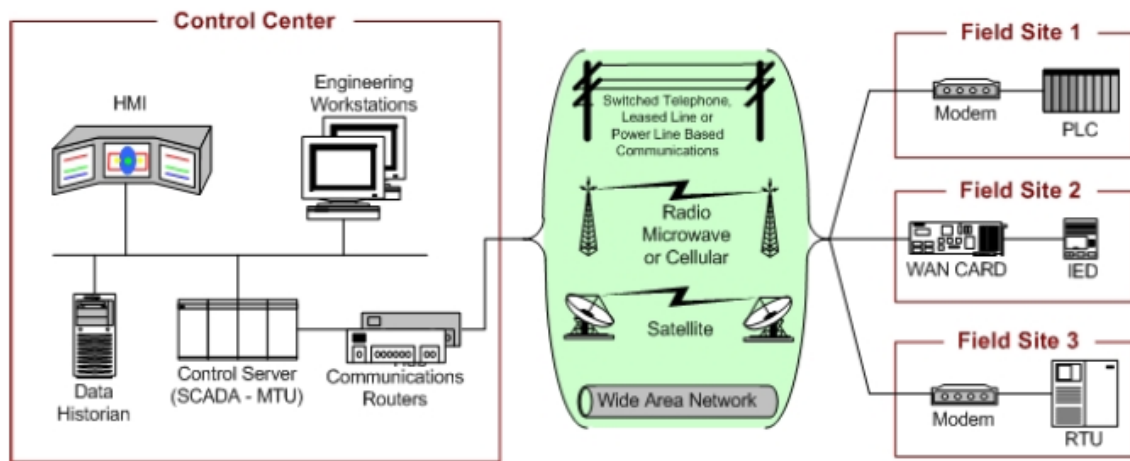 Control Center
HMI
Engineering
Workstations
Data
Historian
Control Server
(SCADA - MTU)
Communications
Routers
Switched Telephone,
Leased Line or
Power Line Based
Communications
Radio
Microwave
or Cellular
Satellite
Wide Area Network
Field Site 1
Modem
PLC
Field Site 2
WAN CARD
IED
Field Site 3
Modem
RTU